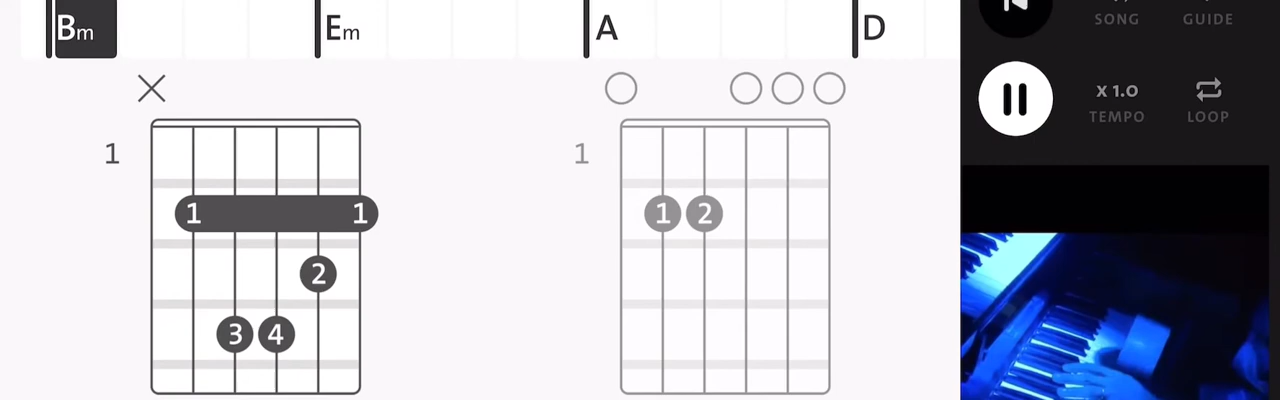 Bm Em A D
SONG GUIDE
x 1.0
TEMPO LOOP
1 1
1 1 1 2
2
3 4